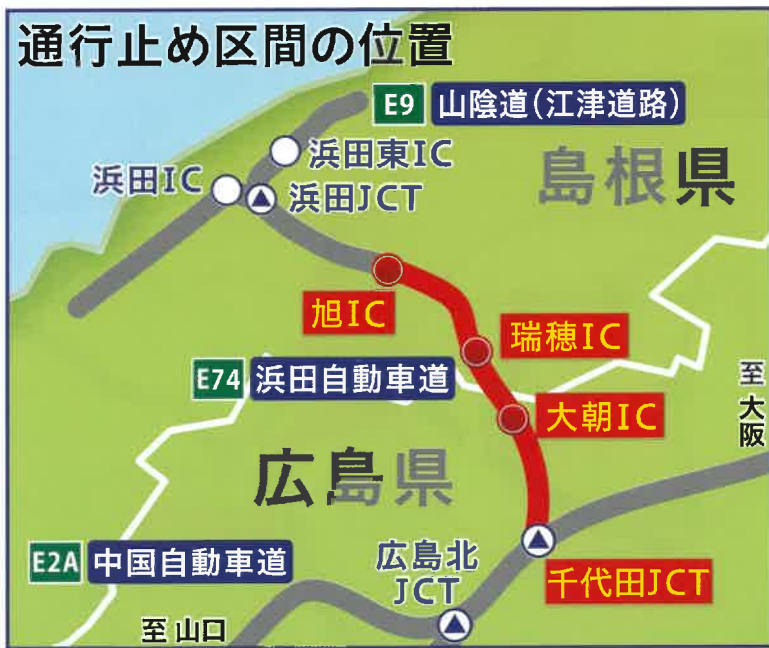 通行止め区間の位置
E9 山陰道(江津道路)
浜田東IC
浜田IC
浜田JCT
島根県
旭IC
瑞穂IC
E74 浜田自動車道
至大阪
大朝IC
広島県
E2A 中国自動車道
広島北
JCT
千代田JCT
至山口